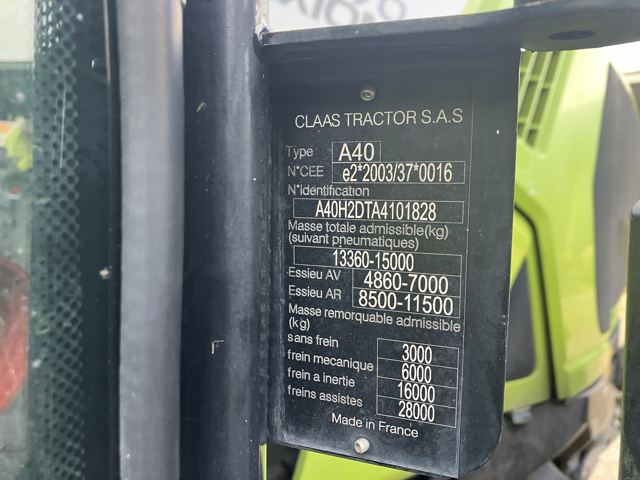 CLAAS TRACTOR S.A.S
Type A40
N°CEE e2*2003/37*0016
N°identification
A40H2DTA4101828
Masse totale admissible(kg)
(suivant pneumatiques)
13360-15000
Essieu AV 4860-7000
Essieu AR 8500-11500
Masse remorquable admissible
(kg)
sans frein 3000
frein mecanique 6000
frein a inertie 16000
freins assistes 28000
Made in France